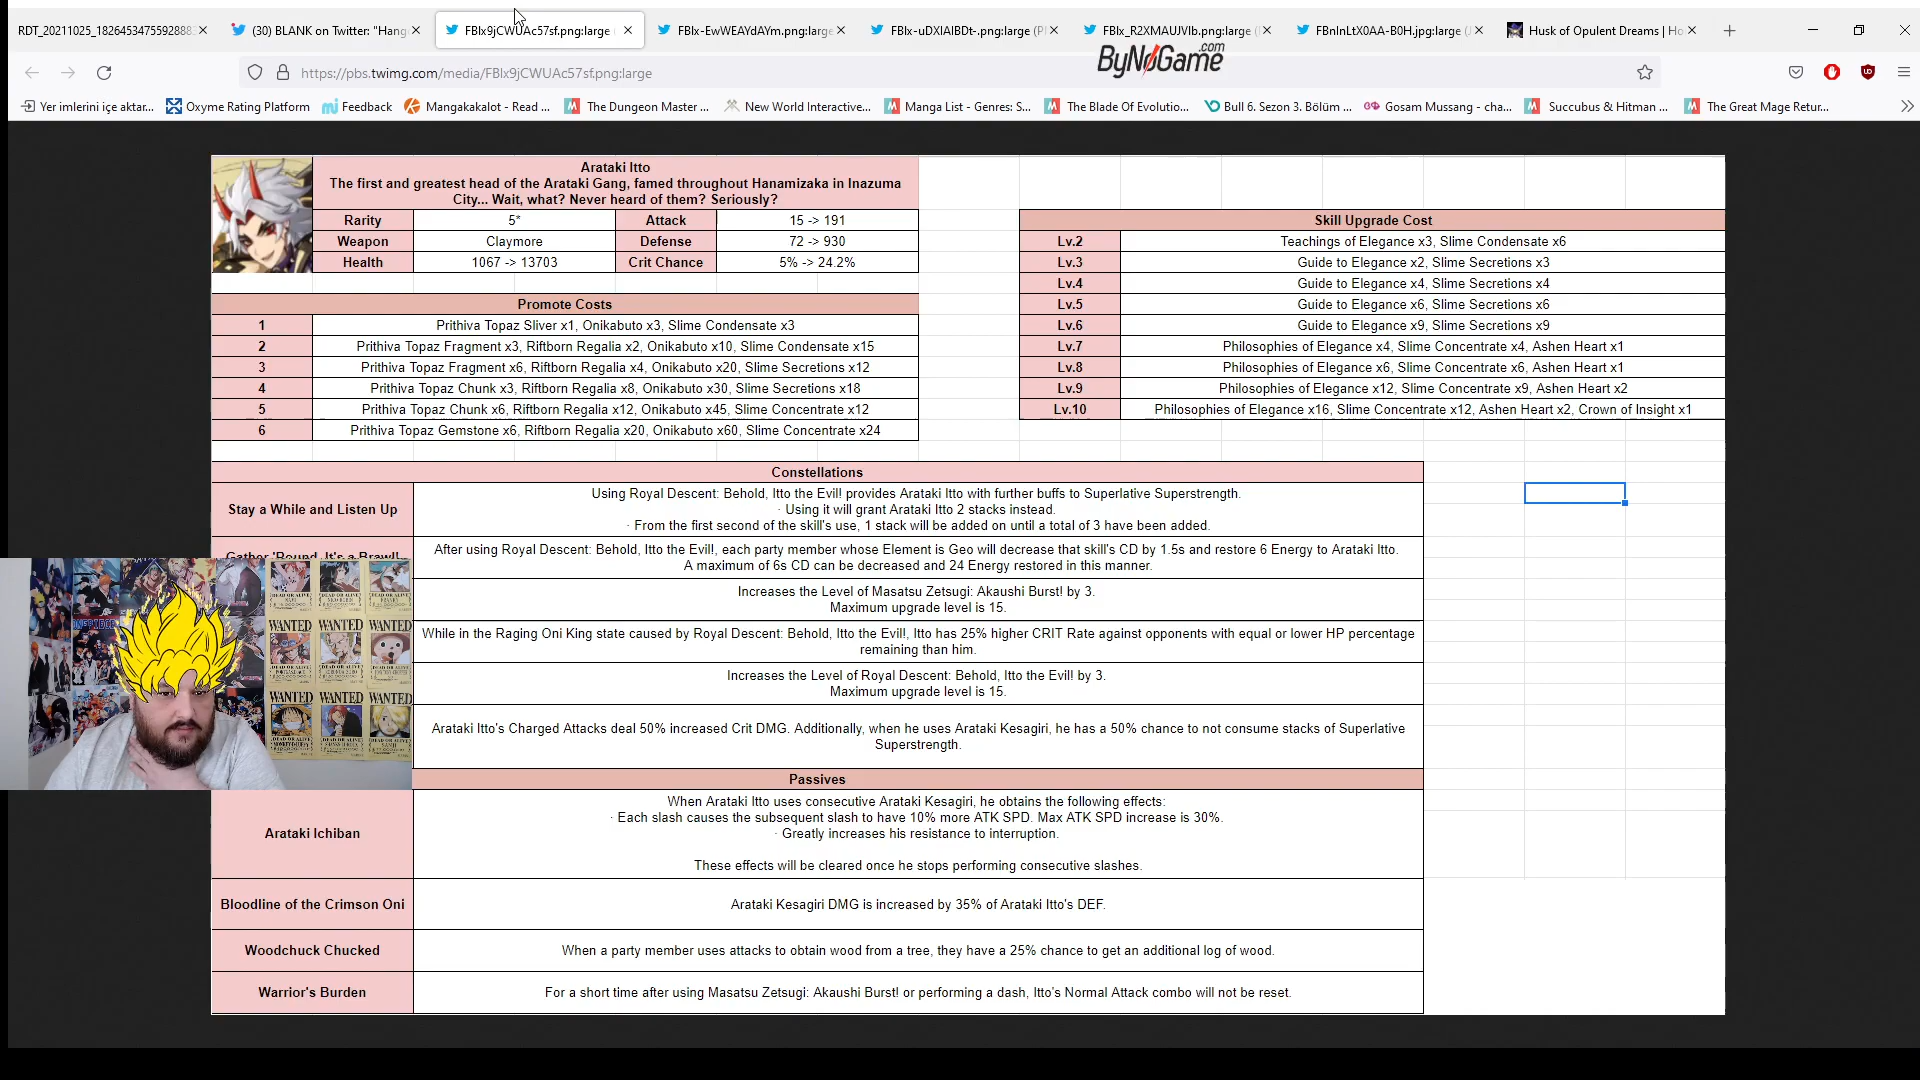 RDT_20211025_1826453475592888
(30) BLANK on Twitter: "Hang
FBIx9jCWUAc57sf.png:large
FBIx-EwWEAYdAYm.png:large
FBIx-uDXIAIBDt-.png:large (P
FBIx_R2XMAUJVIb.png:large (
FBnInLtX0AA-B0H.jpg:large (J
Husk of Opulent Dreams | Ho
https://pbs.twimg.com/media/FBIx9jCWUAc57sf.png:large
ByNoGame.com
Yer imlerini içe aktar...
Oxyme Rating Platform
Feedback
Mangakakalot - Read ...
The Dungeon Master ...
New World Interactive...
Manga List - Genres: S...
The Blade Of Evolutio...
Bull 6. Sezon 3. Bölüm ...
Gosam Mussang - cha...
Succubus & Hitman ...
The Great Mage Retur...
Arataki Itto
The first and greatest head of the Arataki Gang, famed throughout Hanamizaka in Inazuma
City... Wait, what? Never heard of them? Seriously?
Rarity 5* Attack 15 -> 191
Weapon Claymore Defense 72 -> 930
Health 1067 -> 13703 Crit Chance 5% -> 24.2%
Promote Costs
1 Prithiva Topaz Sliver x1, Onikabuto x3, Slime Condensate x3
2 Prithiva Topaz Fragment x3, Riftborn Regalia x2, Onikabuto x10, Slime Condensate x15
3 Prithiva Topaz Fragment x6, Riftborn Regalia x4, Onikabuto x20, Slime Secretions x12
4 Prithiva Topaz Chunk x3, Riftborn Regalia x8, Onikabuto x30, Slime Secretions x18
5 Prithiva Topaz Chunk x6, Riftborn Regalia x12, Onikabuto x45, Slime Concentrate x12
6 Prithiva Topaz Gemstone x6, Riftborn Regalia x20, Onikabuto x60, Slime Concentrate x24
Skill Upgrade Cost
Lv.2 Teachings of Elegance x3, Slime Condensate x6
Lv.3 Guide to Elegance x2, Slime Secretions x3
Lv.4 Guide to Elegance x4, Slime Secretions x4
Lv.5 Guide to Elegance x6, Slime Secretions x6
Lv.6 Guide to Elegance x9, Slime Secretions x9
Lv.7 Philosophies of Elegance x4, Slime Concentrate x4, Ashen Heart x1
Lv.8 Philosophies of Elegance x6, Slime Concentrate x6, Ashen Heart x1
Lv.9 Philosophies of Elegance x12, Slime Concentrate x9, Ashen Heart x2
Lv.10 Philosophies of Elegance x16, Slime Concentrate x12, Ashen Heart x2, Crown of Insight x1
Constellations
Stay a While and Listen Up
Using Royal Descent: Behold, Itto the Evil! provides Arataki Itto with further buffs to Superlative Superstrength.
· Using it will grant Arataki Itto 2 stacks instead.
· From the first second of the skill's use, 1 stack will be added on until a total of 3 have been added.
Gather 'Round, It's a Brawl!
After using Royal Descent: Behold, Itto the Evil!, each party member whose Element is Geo will decrease that skill's CD by 1.5s and restore 6 Energy to Arataki Itto.
A maximum of 6s CD can be decreased and 24 Energy restored in this manner.
Increases the Level of Masatsu Zetsugi: Akaushi Burst! by 3.
Maximum upgrade level is 15.
While in the Raging Oni King state caused by Royal Descent: Behold, Itto the Evil!, Itto has 25% higher CRIT Rate against opponents with equal or lower HP percentage
remaining than him.
Increases the Level of Royal Descent: Behold, Itto the Evil! by 3.
Maximum upgrade level is 15.
Arataki Itto's Charged Attacks deal 50% increased Crit DMG. Additionally, when he uses Arataki Kesagiri, he has a 50% chance to not consume stacks of Superlative
Superstrength.
WANTED WANTED
WANTED WANTED WANTED
Passives
Arataki Ichiban
When Arataki Itto uses consecutive Arataki Kesagiri, he obtains the following effects:
· Each slash causes the subsequent slash to have 10% more ATK SPD. Max ATK SPD increase is 30%.
· Greatly increases his resistance to interruption.
These effects will be cleared once he stops performing consecutive slashes.
Bloodline of the Crimson Oni
Arataki Kesagiri DMG is increased by 35% of Arataki Itto's DEF.
Woodchuck Chucked
When a party member uses attacks to obtain wood from a tree, they have a 25% chance to get an additional log of wood.
Warrior's Burden
For a short time after using Masatsu Zetsugi: Akaushi Burst! or performing a dash, Itto's Normal Attack combo will not be reset.